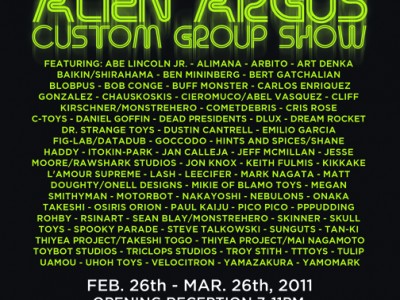 ALIEN ARGUS
CUSTOM GROUP SHOW
FEATURING: ABE LINCOLN JR. - ALIMANA - ARBITO - ART DENKA
BAIKIN/SHIRAHAMA - BEN MININBERG - BERT GATCHALIAN
BLOBPUS - BOB CONGE - BUFF MONSTER - CARLOS ENRIQUEZ
GONZALEZ - CHAUSKOSKIS - CIEROMUCO/ABEL VASQUEZ - CLIFF
KIRSCHNER/MONSTREHERO - COMETDEBRIS - CRIS ROSE
C-TOYS - DANIEL GOFFIN - DEAD PRESIDENTS - DLUX - DREAM ROCKET
DR. STRANGE TOYS - DUSTIN CANTRELL - EMILIO GARCIA
FIG-LAB/DATADUB - GOCCODO - HINTS AND SPICES/SHANE
HADDY - ITOKIN-PARK - JAN CALLEJA - JEFF MCMILLAN - JESSE
MOORE/RAWSHARK STUDIOS - JON KNOX - KEITH FULMIS - KIKKAKE
L'AMOUR SUPREME - LASH - LEECIFER - MARK NAGATA - MATT
DOUGHTY/ONELL DESIGNS - MIKIE OF BLAMO TOYS - MEGAN
SMITHYMAN - MOTORBOT - NAKAYOSHI - NEBULON5 - ONAKA
TAKESHI - OSIRIS ORION - PAUL KAIJU - PICO PICO - PPPUDDING
ROHBY - RSINART - SEAN BLAY/MONSTREHERO - SKINNER - SKULL
TOYS - SPOOKY PARADE - STEVE TALKOWSKI - SUNGUTS - TAN-KI
THIYEA PROJECT/TAKESHI TOGO - THIYEA PROJECT/MAI NAGAMOTO
TOYBOT STUDIOS - TRICLOPS STUDIOS - TROY STITH - TTTOYS - TULIP
UAMOU - UHOH TOYS - VELOCITRON - YAMAZAKURA - YAMOMARK
FEB. 26th - MAR. 26th, 2011
OPENING RECEPTION 7-11PM